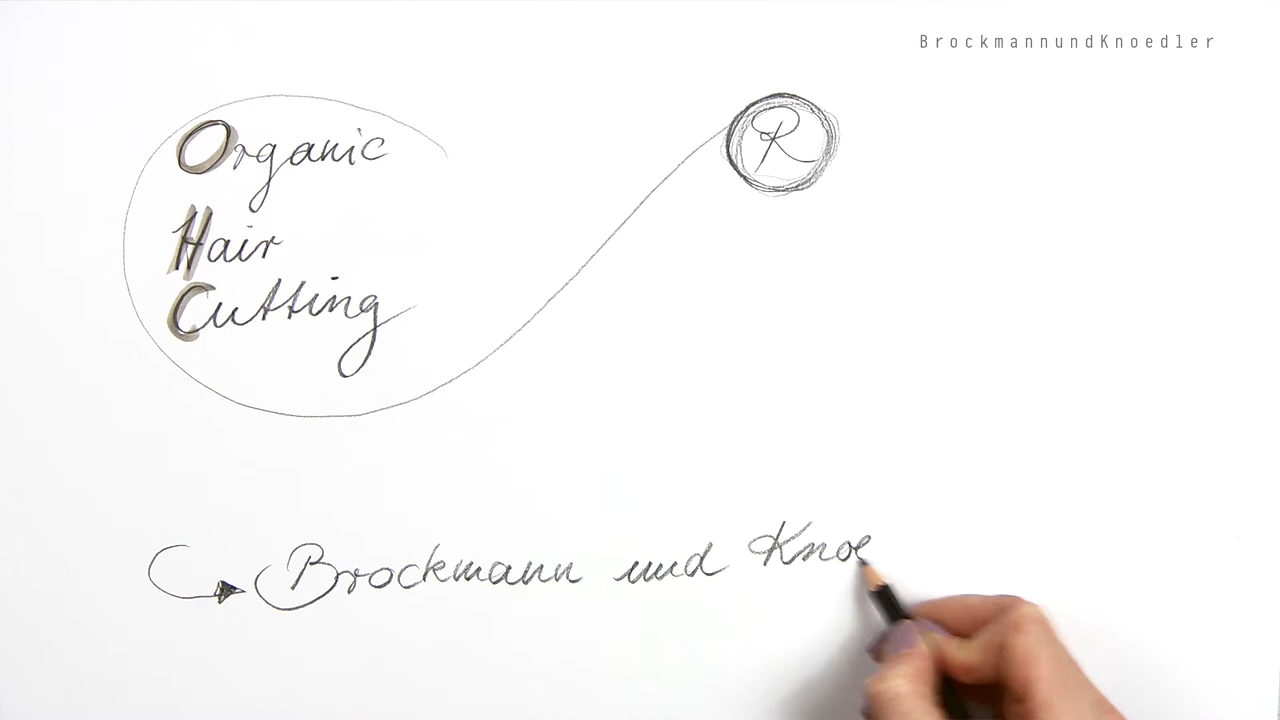 BrockmannundKnoedler
R
Organic
Hair
Cutting
Brockmann und Knoe